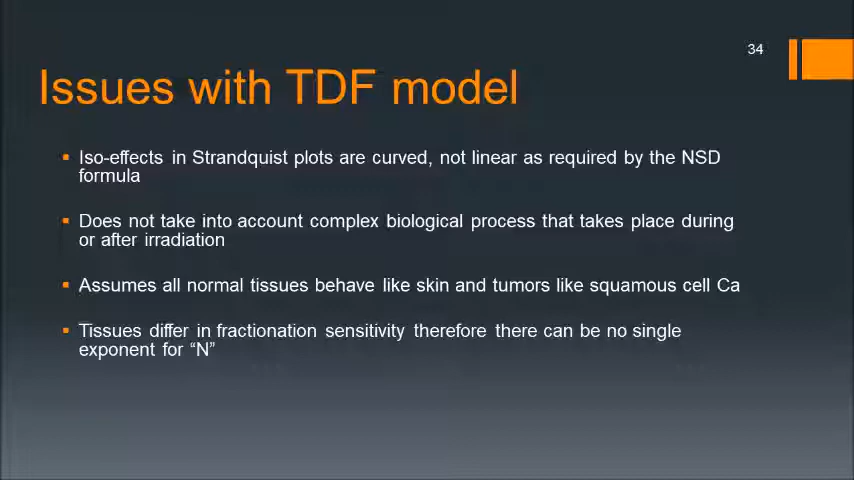 34
Issues with TDF model
Iso-effects in Strandquist plots are curved, not linear as required by the NSD
formula
Does not take into account complex biological process that takes place during
or after irradiation
Assumes all normal tissues behave like skin and tumors like squamous cell Ca
Tissues differ in fractionation sensitivity therefore there can be no single
exponent for “N”